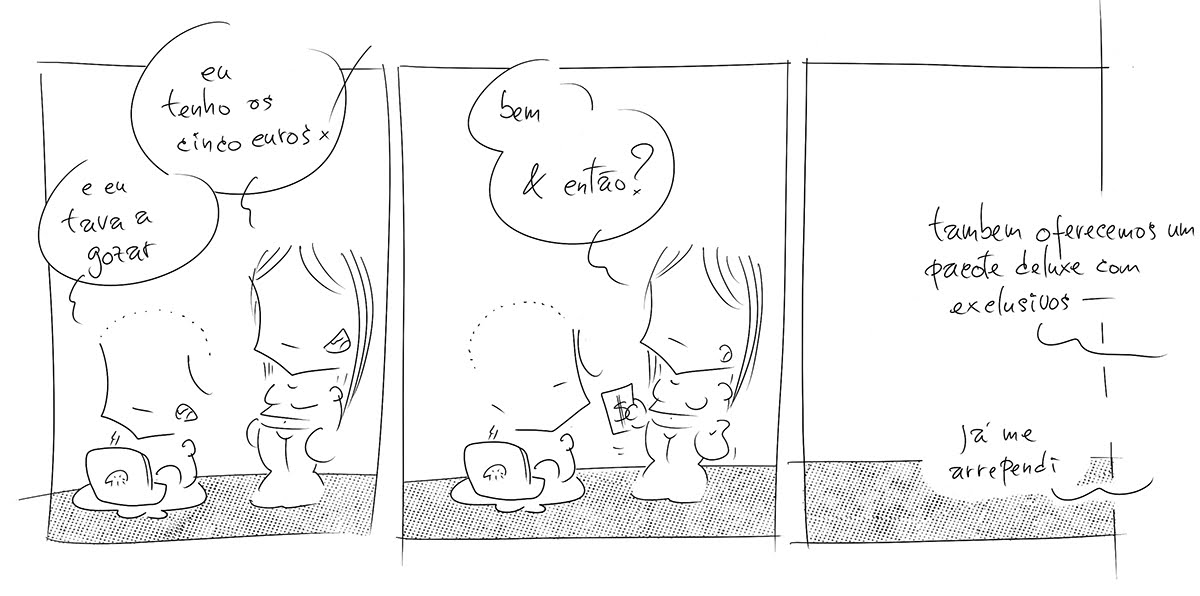 eu
tenho os
cinco euros
e eu
tava a
gozar
bem
& então?
$
tambem oferecemos um
pacote deluxe com
exclusivos —
já me
arrependi